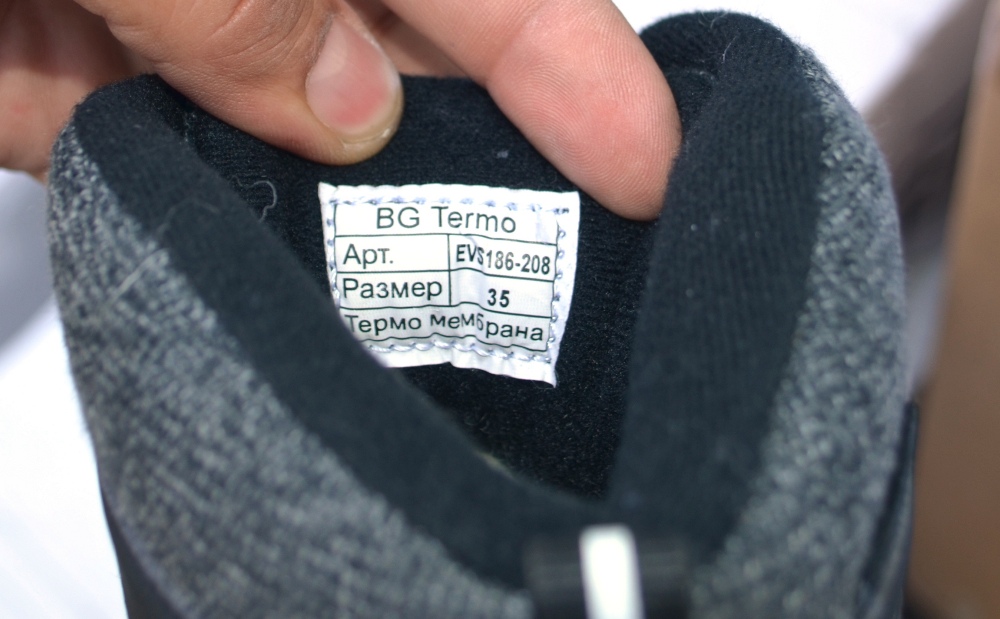 BG Termo
Арт. EVS186-208
Размер 35
Термо мембрана